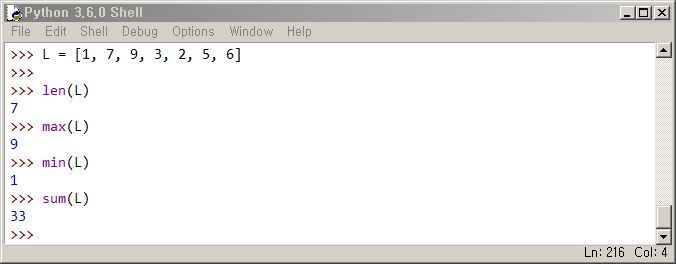 Python 3.6.0 Shell
File Edit Shell Debug Options Window Help
>>> L = [1, 7, 9, 3, 2, 5, 6]
>>>
>>> len(L)
7
>>> max(L)
9
>>> min(L)
1
>>> sum(L)
33
>>>
Ln: 216 Col: 4